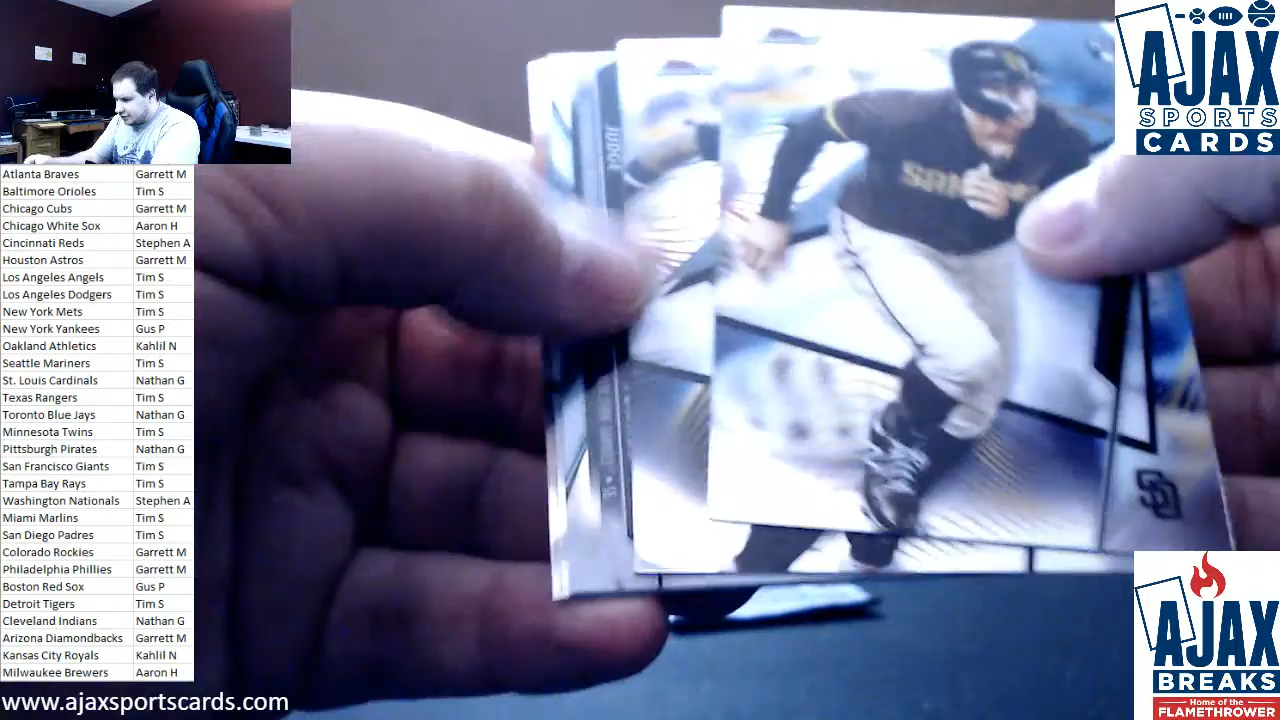 AJAX
SPORTS
CARDS
Atlanta Braves Garrett M
Baltimore Orioles Tim S
Chicago Cubs Garrett M
Chicago White Sox Aaron H
Cincinnati Reds Stephen A
Houston Astros Garrett M
Los Angeles Angels Tim S
Los Angeles Dodgers Tim S
New York Mets Tim S
New York Yankees Gus P
Oakland Athletics Kahlil N
Seattle Mariners Tim S
St. Louis Cardinals Nathan G
Texas Rangers Tim S
Toronto Blue Jays Nathan G
Minnesota Twins Tim S
Pittsburgh Pirates Nathan G
San Francisco Giants Tim S
Tampa Bay Rays Tim S
Washington Nationals Stephen A
Miami Marlins Tim S
San Diego Padres Tim S
Colorado Rockies Garrett M
Philadelphia Phillies Garrett M
Boston Red Sox Gus P
Detroit Tigers Tim S
Cleveland Indians Nathan G
Arizona Diamondbacks Garrett M
Kansas City Royals Kahlil N
Milwaukee Brewers Aaron H
www.ajaxsportscards.com
JUDGE
SD
AJAX
BREAKS
Home of the
FLAMETHROWER